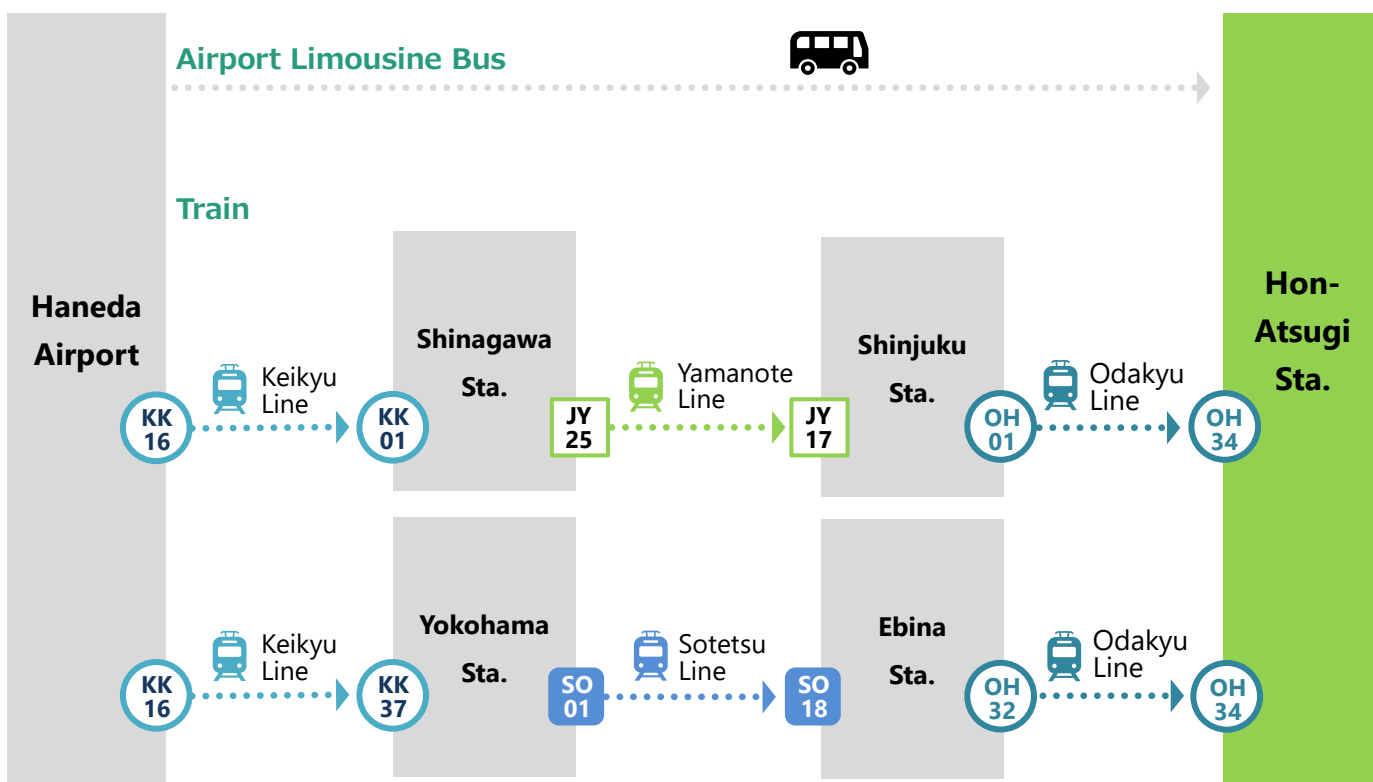 Airport Limousine Bus
Train
Haneda
Airport
KK
16
Keikyu
Line
KK
01
Shinagawa
Sta.
JY
25
Yamanote
Line
JY
17
Shinjuku
Sta.
OH
01
Odakyu
Line
OH
34
Hon-
Atsugi
Sta.
KK
16
Keikyu
Line
KK
37
Yokohama
Sta.
SO
01
Sotetsu
Line
SO
18
Ebina
Sta.
OH
32
Odakyu
Line
OH
34